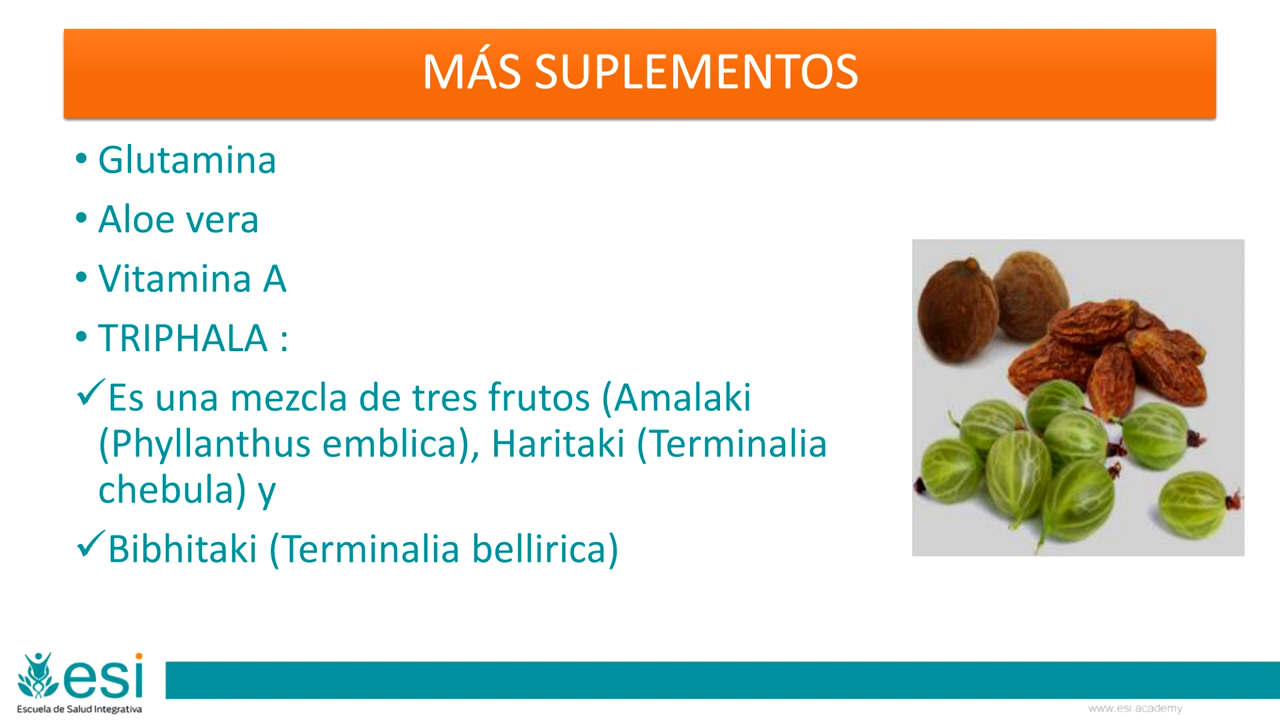 MÁS SUPLEMENTOS
• Glutamina
• Aloe vera
• Vitamina A
• TRIPHALA :
✓Es una mezcla de tres frutos (Amalaki
(Phyllanthus emblica), Haritaki (Terminalia
chebula) y
✓Bibhitaki (Terminalia bellirica)
esi
Escuela de Salud Integrativa
www.esi.academy